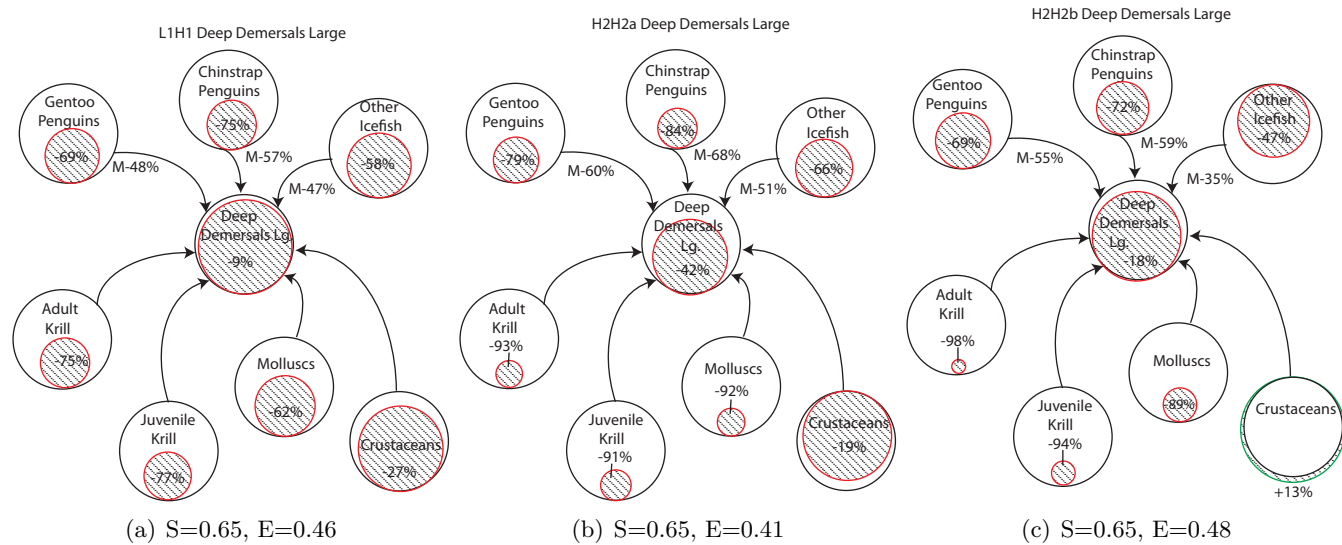 L1H1 Deep Demersals Large
Chinstrap
Penguins
-75%
Gentoo
Penguins
-69%
Other
Icefish
-58%
M-48%
M-57%
M-47%
Deep
Demersals Lg.
-9%
Adult
Krill
-75%
Juvenile
Krill
-77%
Molluscs
-62%
Crustaceans
-27%
(a) S=0.65, E=0.46
H2H2a Deep Demersals Large
Chinstrap
Penguins
-84%
Gentoo
Penguins
-79%
Other
Icefish
-66%
M-60%
M-68%
M-51%
Deep
Demersals
Lg.
-42%
Adult
Krill
-93%
Juvenile
Krill
-91%
Molluscs
-92%
Crustaceans
-19%
(b) S=0.65, E=0.41
H2H2b Deep Demersals Large
Chinstrap
Penguins
-72%
Gentoo
Penguins
-69%
Other
Icefish
-47%
M-55%
M-59%
M-35%
Deep
Demersals
Lg.
-18%
Adult
Krill
-98%
Juvenile
Krill
-94%
Molluscs
-89%
Crustaceans
+13%
(c) S=0.65, E=0.48